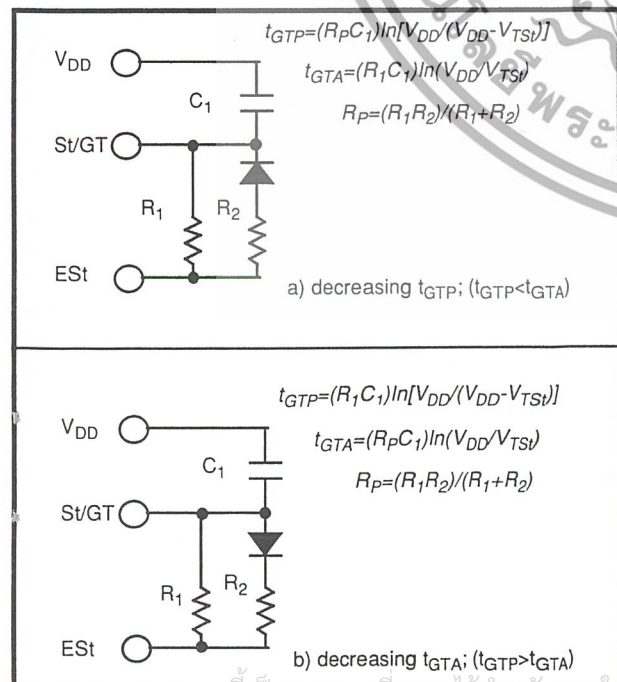 t_GTP=(R_PC_1)ln[V_DD/(V_DD-V_TSt)]
V_DD
t_GTA=(R_1C_1)ln(V_DD/V_TSt)
C_1
R_P=(R_1R_2)/(R_1+R_2)
St/GT
R_1
R_2
ESt
a) decreasing t_GTP; (t_GTP<t_GTA)
t_GTP=(R_1C_1)ln[V_DD/(V_DD-V_TSt)]
V_DD
t_GTA=(R_PC_1)ln(V_DD/V_TSt)
C_1
R_P=(R_1R_2)/(R_1+R_2)
St/GT
R_1
R_2
ESt
b) decreasing t_GTA; (t_GTP>t_GTA)